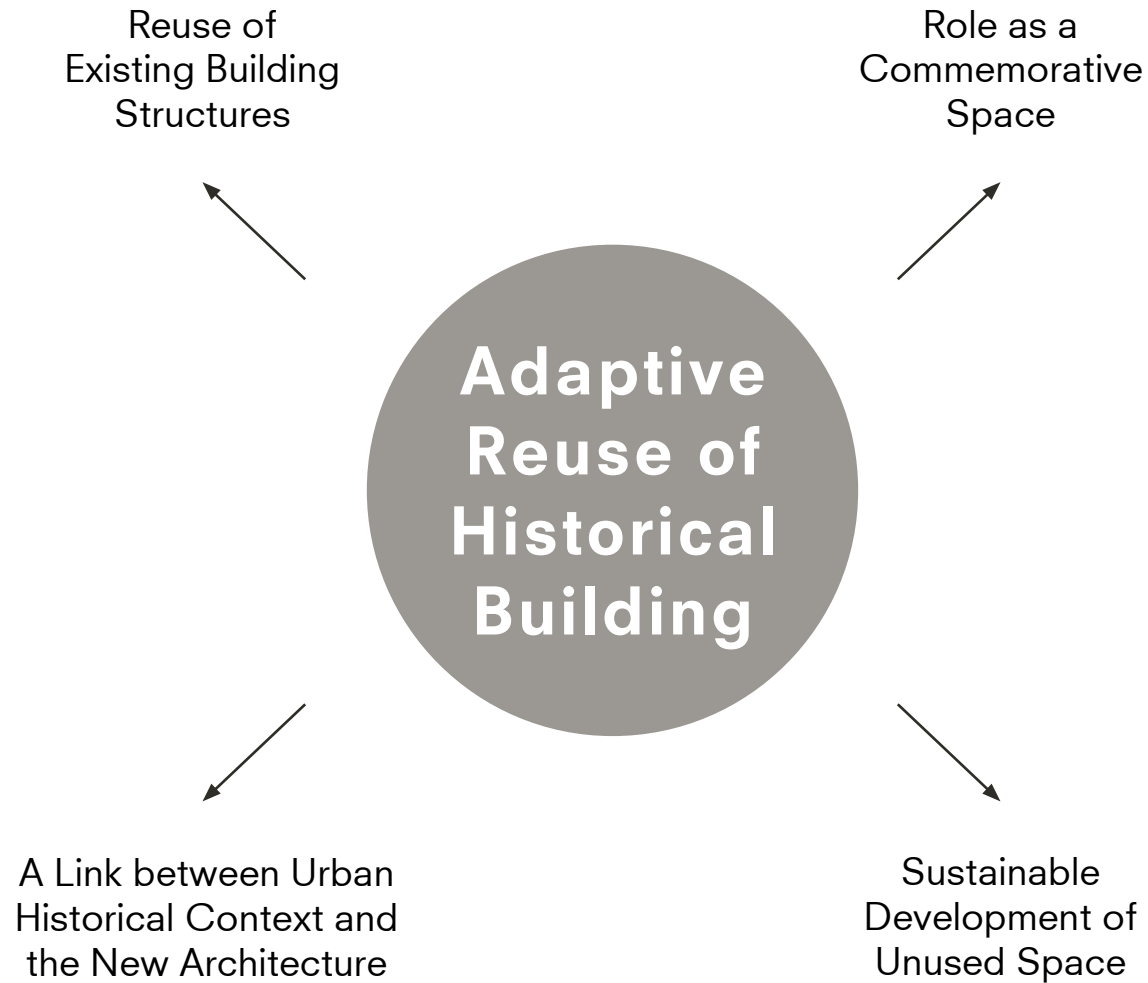 Reuse of
Existing Building
Structures
Role as a
Commemorative
Space
Adaptive
Reuse of
Historical
Building
A Link between Urban
Historical Context and
the New Architecture
Sustainable
Development of
Unused Space